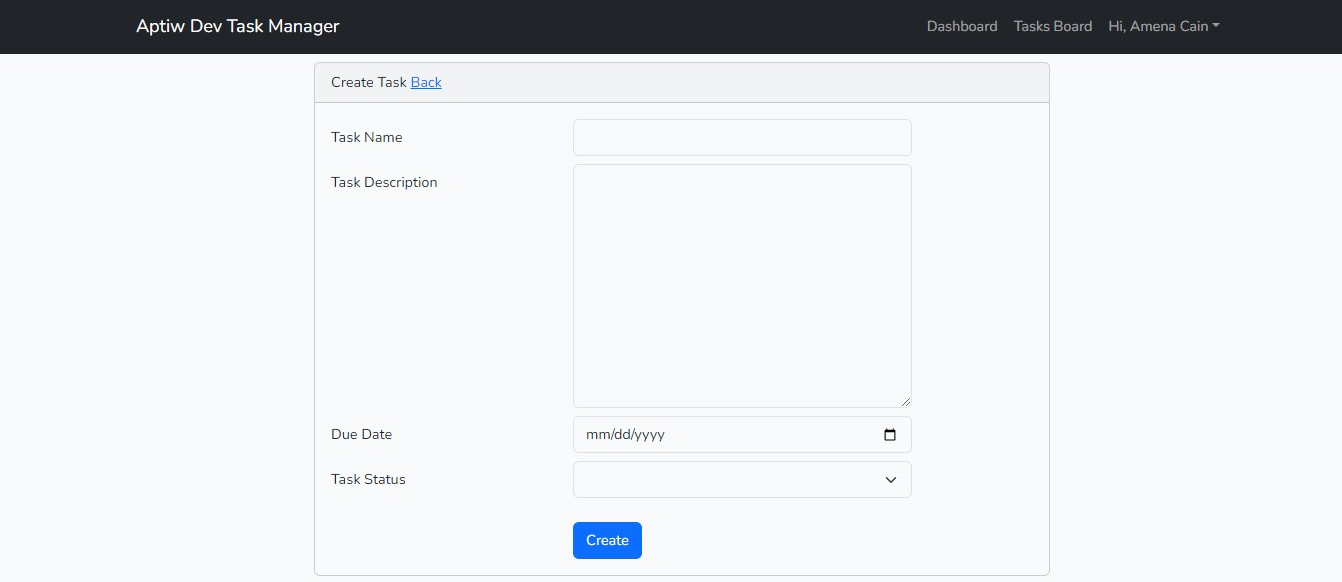 Aptiw Dev Task Manager
Dashboard Tasks Board Hi, Amena Cain
Create Task Back
Task Name
Task Description
Due Date mm/dd/yyyy
Task Status
Create